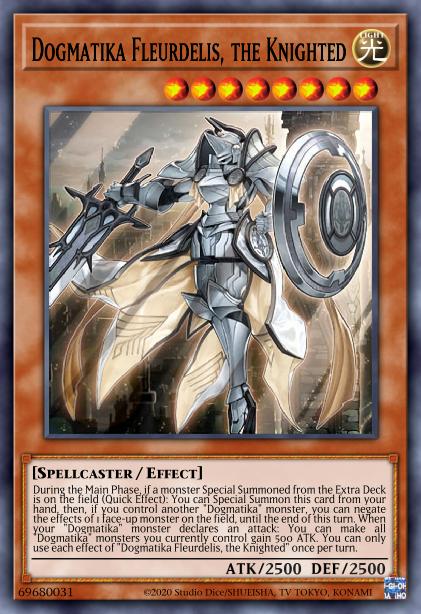 Dogmatika Fleurdelis, the Knighted
LIGHT
光
[Spellcaster / Effect]
During the Main Phase, if a monster Special Summoned from the Extra Deck
is on the field (Quick Effect): You can Special Summon this card from your
hand, then, if you control another "Dogmatika" monster, you can negate
the effects of 1 face-up monster on the field, until the end of this turn. When
your "Dogmatika" monster declares an attack: You can make all
"Dogmatika" monsters you currently control gain 500 ATK. You can only
use each effect of "Dogmatika Fleurdelis, the Knighted" once per turn.
ATK/2500 DEF/2500
69680031
©2020 Studio Dice/SHUEISHA, TV TOKYO, KONAMI